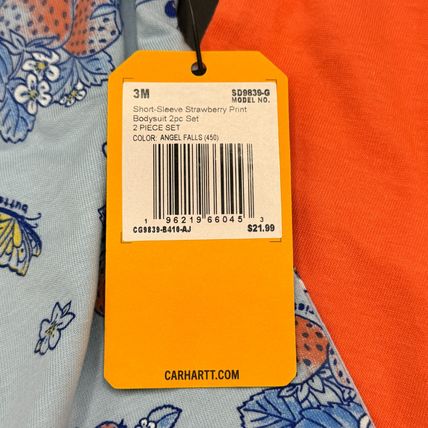 3M
SD9839-G
MODEL NO.
Short-Sleeve Strawberry Print
Bodysuit 2pc Set
2 PIECE SET
COLOR: ANGEL FALLS (450)
1 96219 66045 3
CG9839-B410-AJ
$21.99
CARHARTT.COM